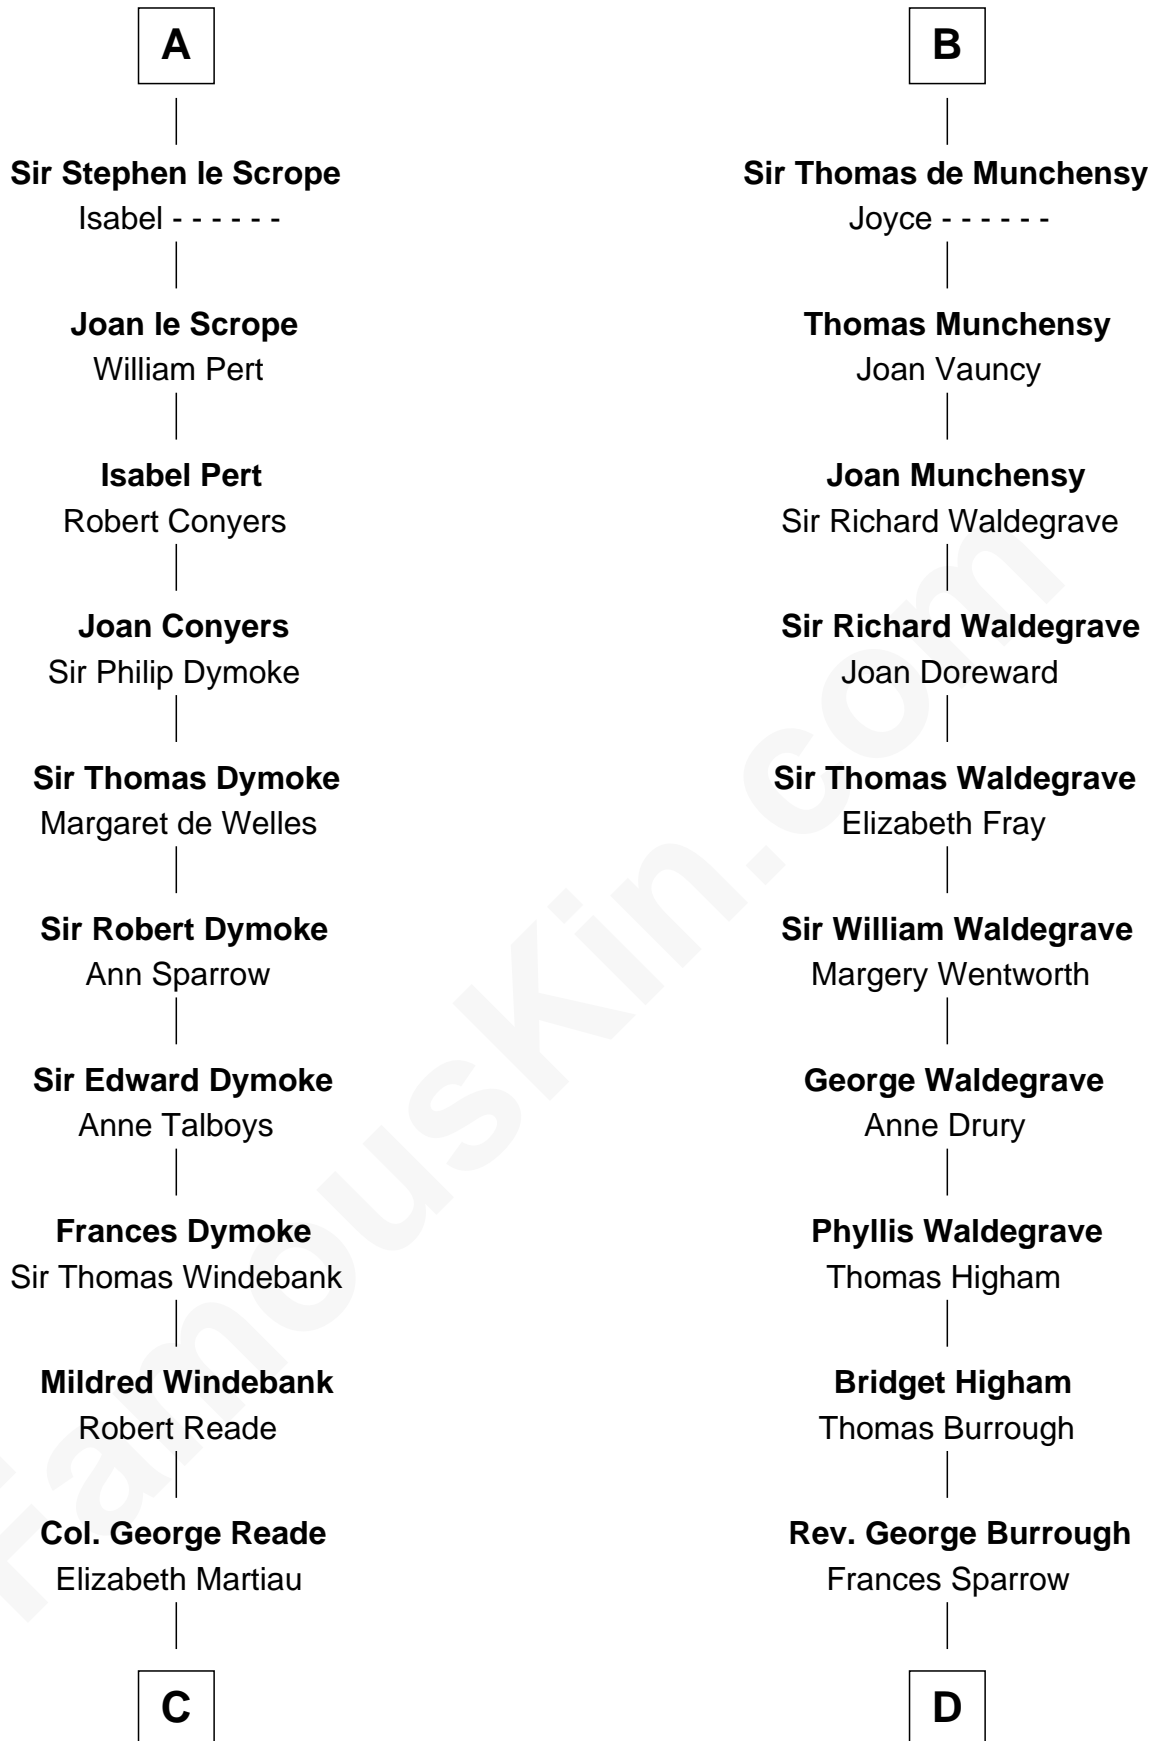 A
Sir Stephen le Scrope
Isabel - - - - - -
Joan le Scrope
William Pert
Isabel Pert
Robert Conyers
Joan Conyers
Sir Philip Dymoke
Sir Thomas Dymoke
Margaret de Welles
Sir Robert Dymoke
Ann Sparrow
Sir Edward Dymoke
Anne Talboys
Frances Dymoke
Sir Thomas Windebank
Mildred Windebank
Robert Reade
Col. George Reade
Elizabeth Martiau
C
B
Sir Thomas de Munchensy
Joyce - - - - - -
Thomas Munchensy
Joan Vauncy
Joan Munchensy
Sir Richard Waldegrave
Sir Richard Waldegrave
Joan Doreward
Sir Thomas Waldegrave
Elizabeth Fray
Sir William Waldegrave
Margery Wentworth
George Waldegrave
Anne Drury
Phyllis Waldegrave
Thomas Higham
Bridget Higham
Thomas Burrough
Rev. George Burrough
Frances Sparrow
D
FamousKin.com